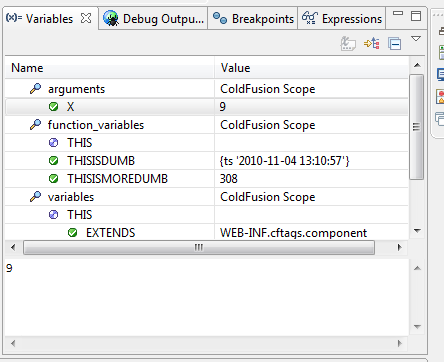 (x)= Variables Debug Outpu... Breakpoints Expressions
Name Value
arguments ColdFusion Scope
X 9
function_variables ColdFusion Scope
THIS
THISISDUMB {ts '2010-11-04 13:10:57'}
THISISMOREDUMB 308
variables ColdFusion Scope
THIS
EXTENDS WEB-INF.cftags.component
9